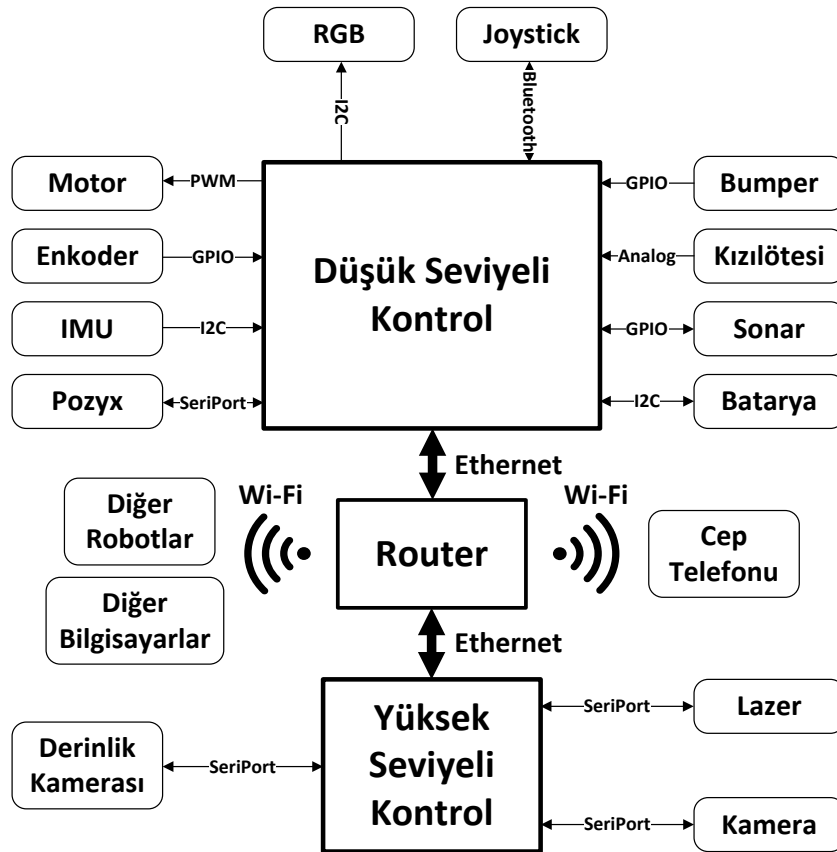 RGB
Joystick
I2C
Bluetooth
Motor
PWM
GPIO
Bumper
Enkoder
GPIO
Düşük Seviyeli
Kontrol
Analog
Kızılötesi
IMU
I2C
GPIO
Sonar
Pozyx
SeriPort
I2C
Batarya
Ethernet
Wi-Fi
Wi-Fi
Diğer
Robotlar
Router
Cep
Telefonu
Diğer
Bilgisayarlar
Ethernet
Yüksek
Seviyeli
Kontrol
SeriPort
Lazer
Derinlik
Kamerası
SeriPort
SeriPort
Kamera